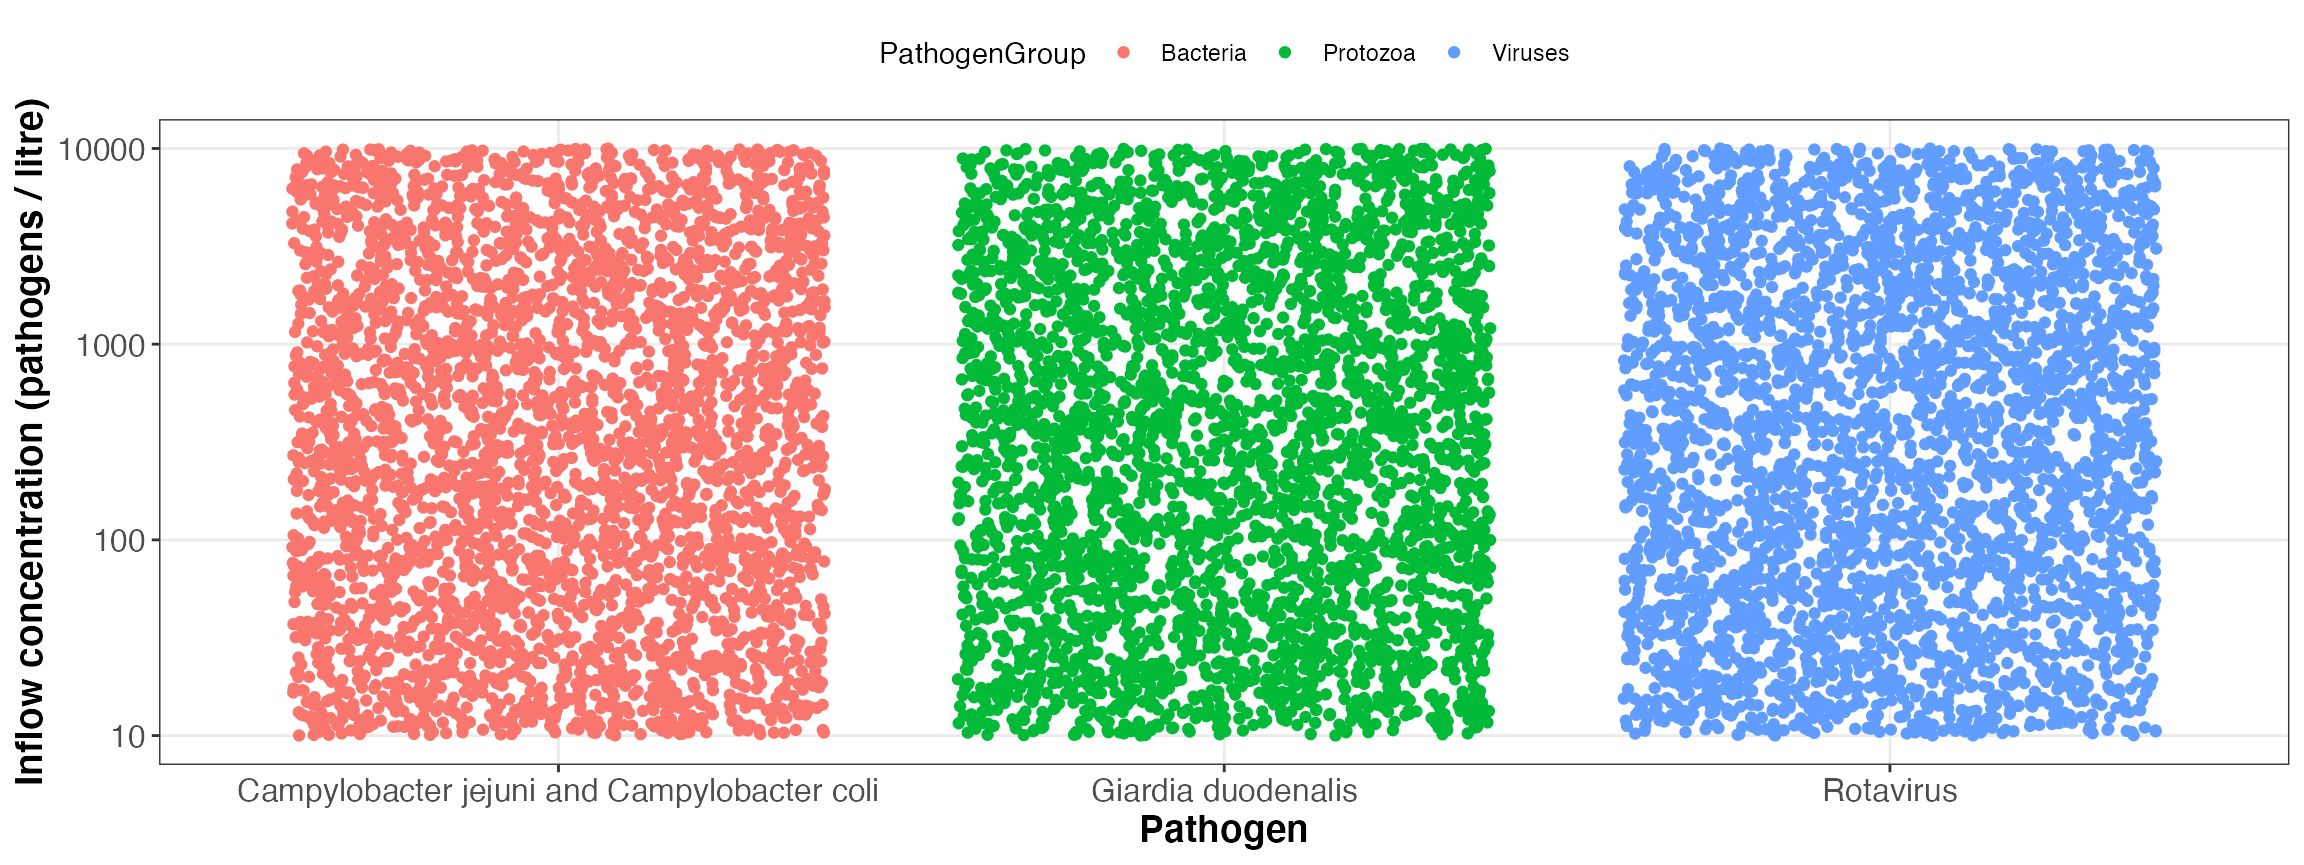 PathogenGroup Bacteria Protozoa Viruses
Inflow concentration (pathogens / litre)
10000
1000
100
10
Campylobacter jejuni and Campylobacter coli Giardia duodenalis Rotavirus
Pathogen